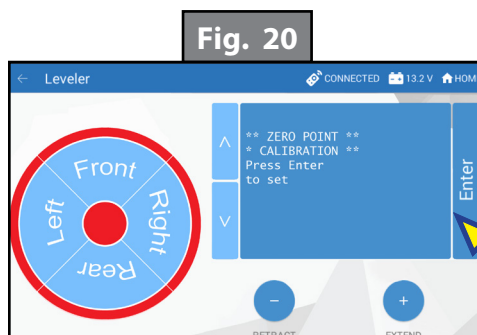 Fig. 20
← Leveler CONNECTED 13.2 V HOME
Front
Left
Right
Rear
** ZERO POINT **
* CALIBRATION **
Press Enter
to set
Enter
RETRACT
EXTEND